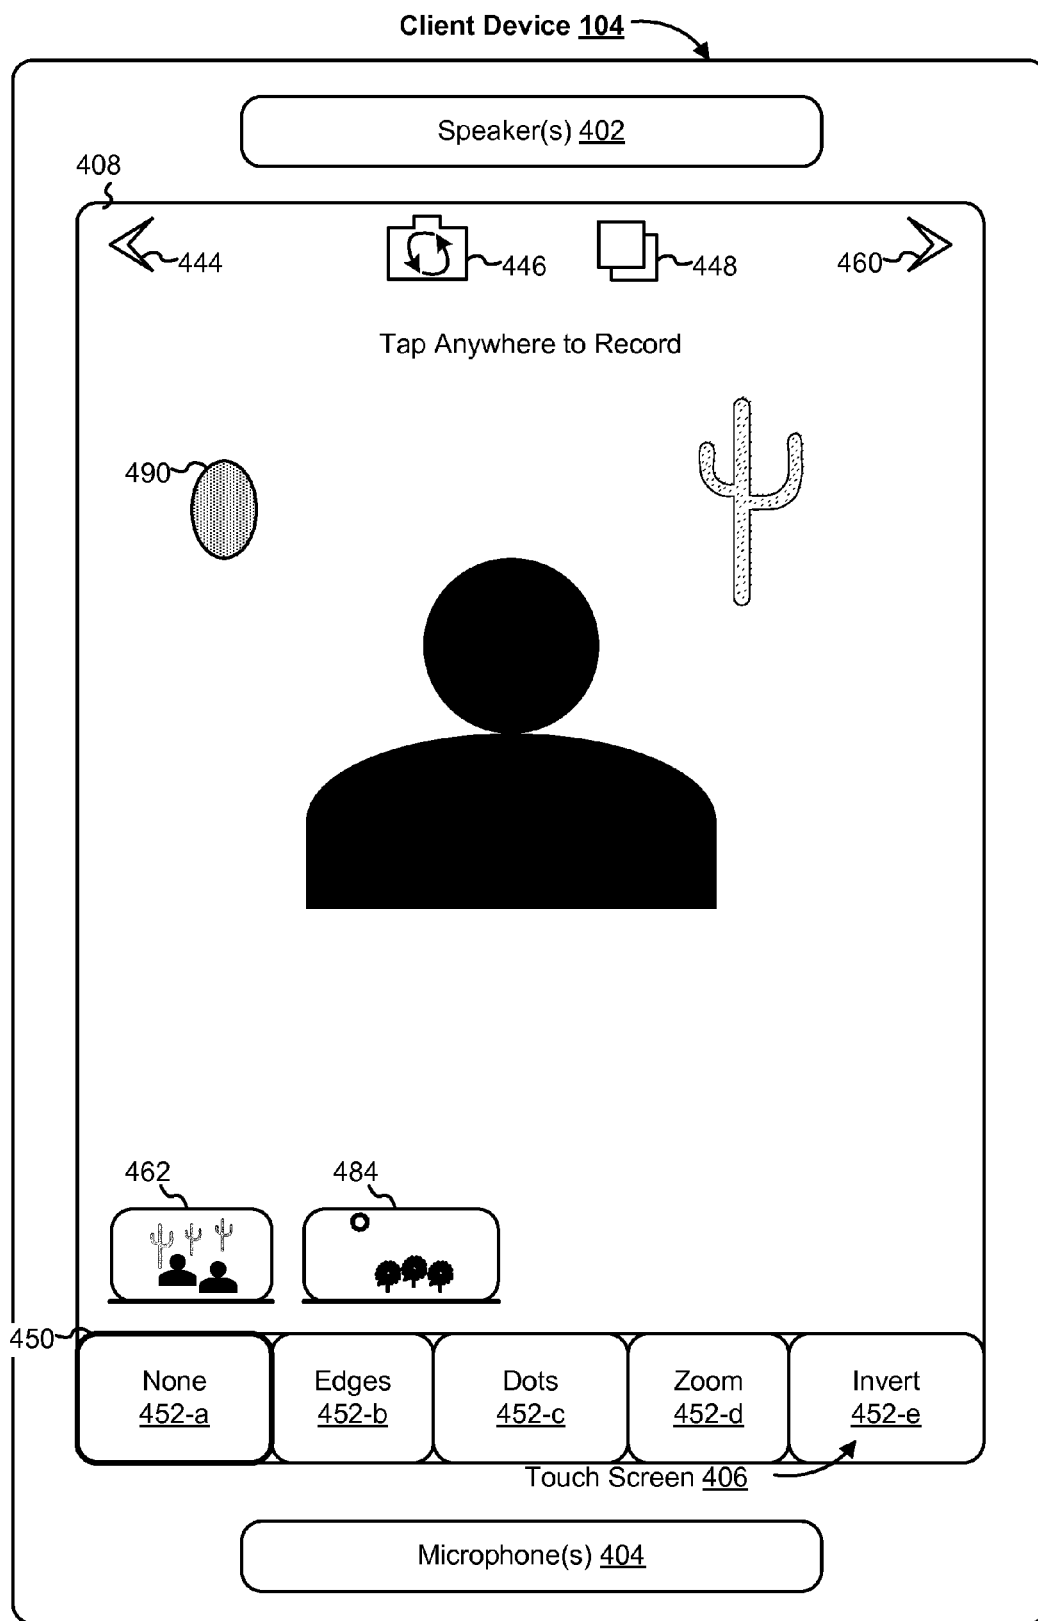 Client Device 104
Speaker(s) 402
408
444
446
448
460
Tap Anywhere to Record
490
462
484
450
None
452-a
Edges
452-b
Dots
452-c
Zoom
452-d
Invert
452-e
Touch Screen 406
Microphone(s) 404